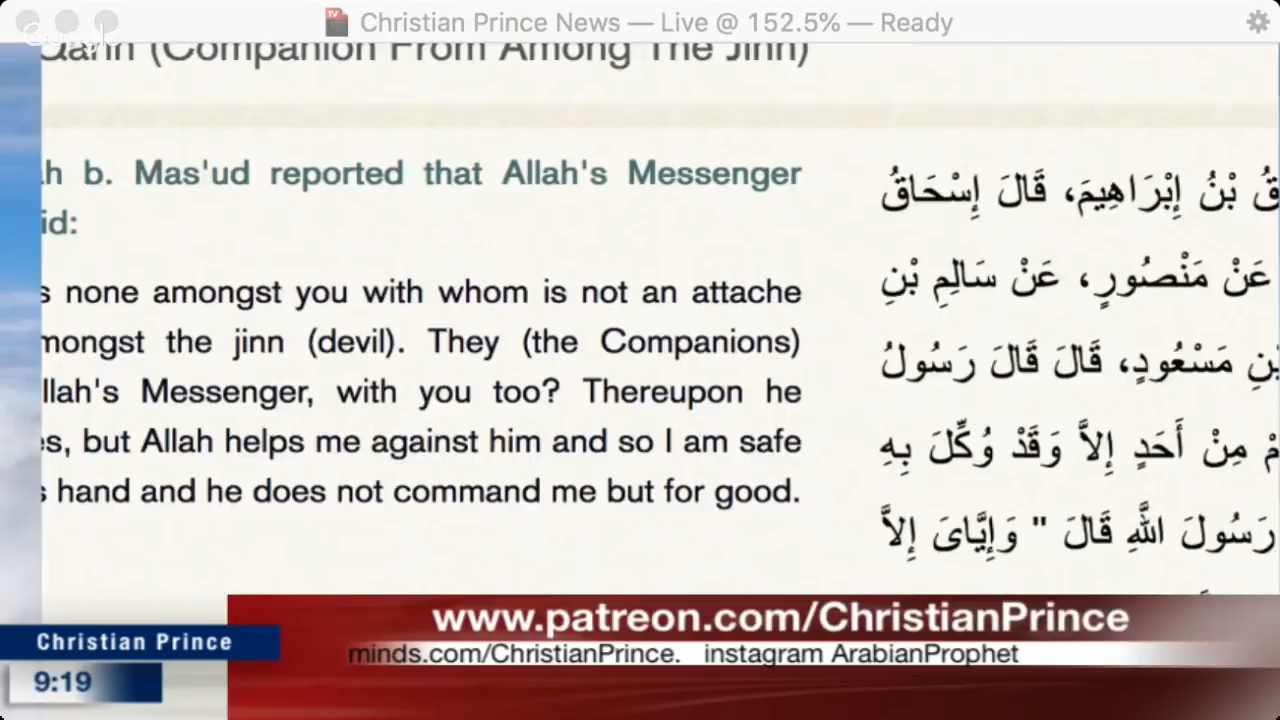 Christian Prince News — Live @ 152.5% — Ready
Google
Qarin (Companion From Among The Jinn)
ah b. Mas'ud reported that Allah's Messenger
id:
s none amongst you with whom is not an attache
mongst the jinn (devil). They (the Companions)
llah's Messenger, with you too? Thereupon he
es, but Allah helps me against him and so I am safe
s hand and he does not command me but for good.
قُ بْنُ إِبْرَاهِيمَ، قَالَ إِسْحَاقُ
عَنْ مَنْصُورٍ، عَنْ سَالِمِ بْنِ
بْنِ مَسْعُودٍ، قَالَ قَالَ رَسُولُ
مْ مِنْ أَحَدٍ إِلاَّ وَقَدْ وُكِّلَ بِهِ
رَسُولَ اللَّهِ قَالَ " وَإِيَّاىَ إِلاَّ
www.patreon.com/ChristianPrince
Christian Prince
minds.com/ChristianPrince. instagram ArabianProphet
9:19